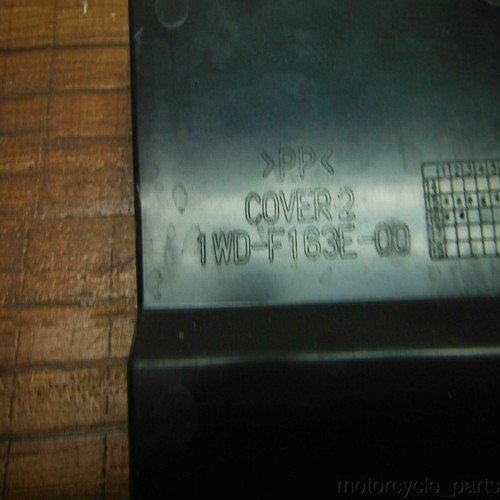 >PP<
COVER 2
1WD-F163E-00
motorcycle_parts